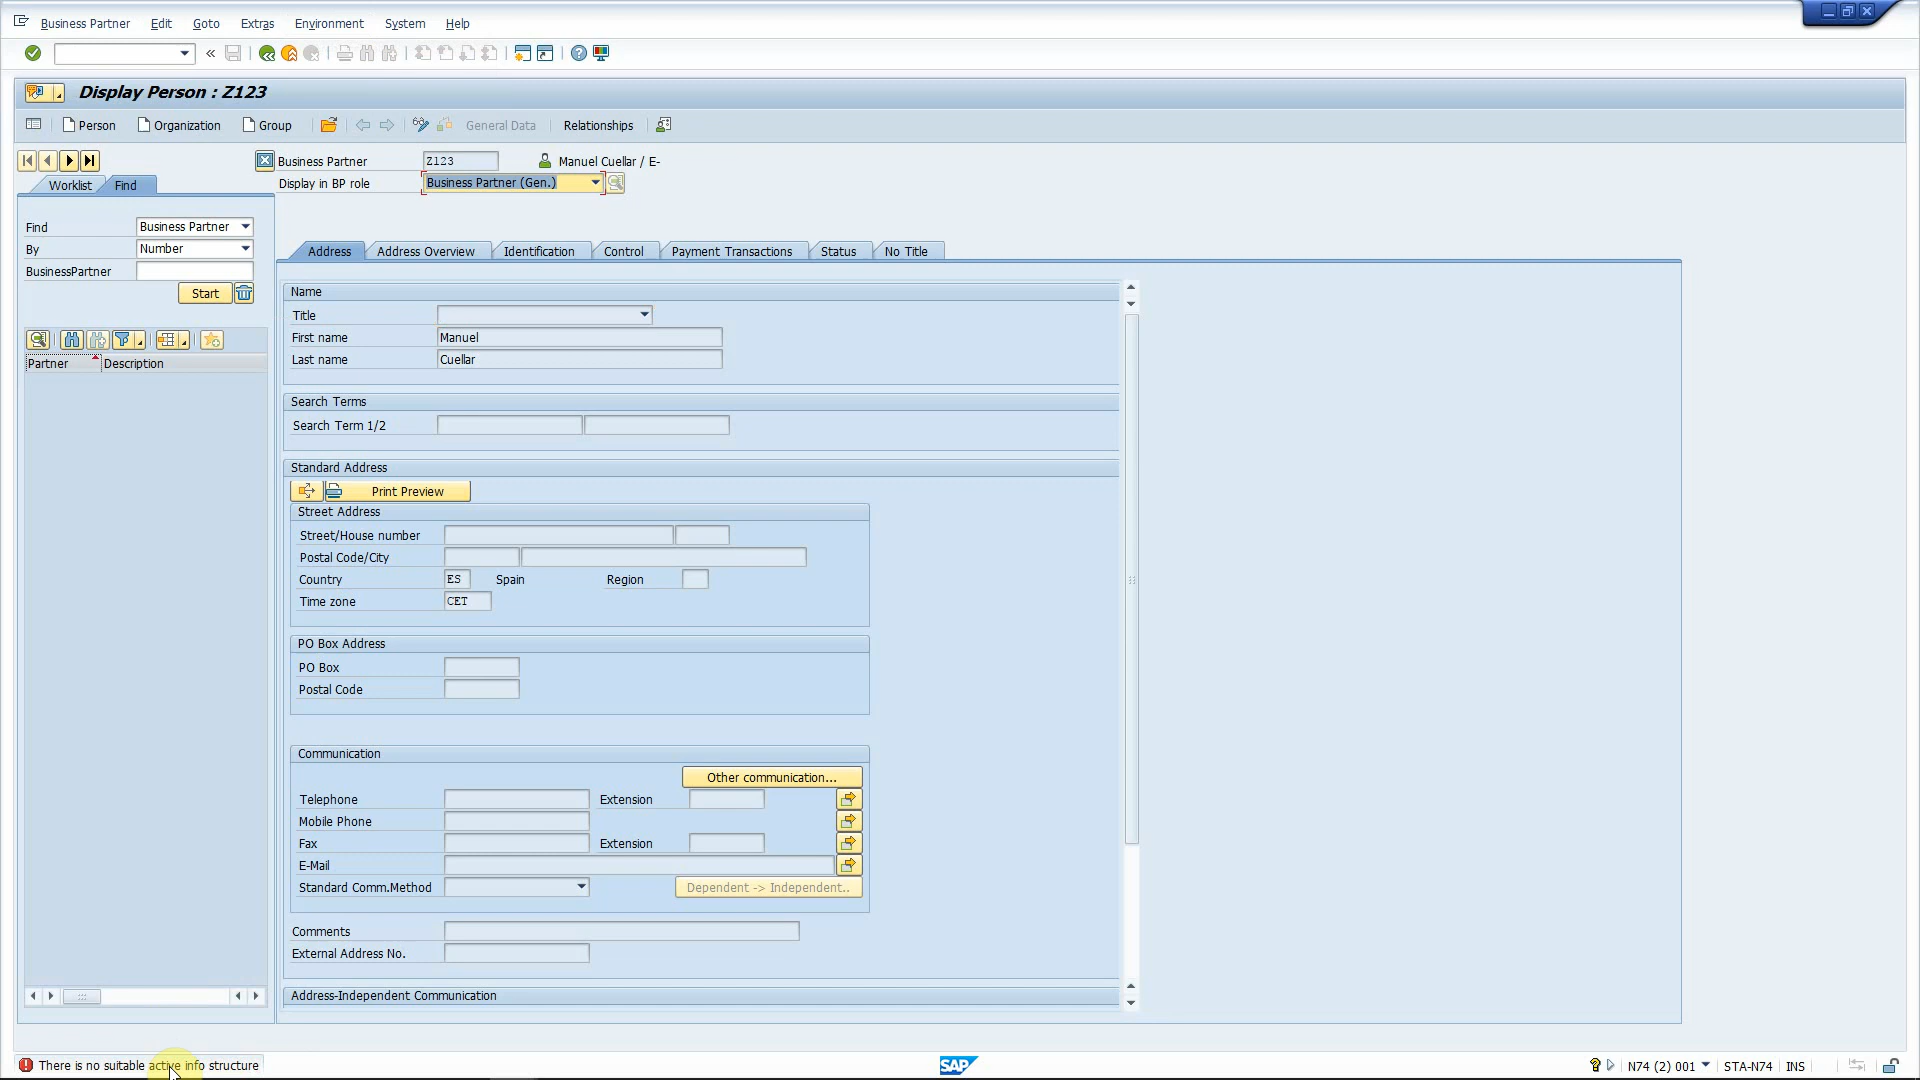 Business Partner Edit Goto Extras Environment System Help
Display Person : Z123
Person Organization Group General Data Relationships
Business Partner Z123 Manuel Cuellar / E-
Display in BP role Business Partner (Gen.)
Worklist Find
Find Business Partner
By Number
BusinessPartner
Start
Partner Description
Address Address Overview Identification Control Payment Transactions Status No Title
Name
Title
First name Manuel
Last name Cuellar
Search Terms
Search Term 1/2
Standard Address
Print Preview
Street Address
Street/House number
Postal Code/City
Country ES Spain Region
Time zone CET
PO Box Address
PO Box
Postal Code
Communication
Other communication...
Telephone Extension
Mobile Phone
Fax Extension
E-Mail
Standard Comm.Method Dependent -> Independent..
Comments
External Address No.
Address-Independent Communication
There is no suitable active info structure SAP N74 (2) 001 STA-N74 INS